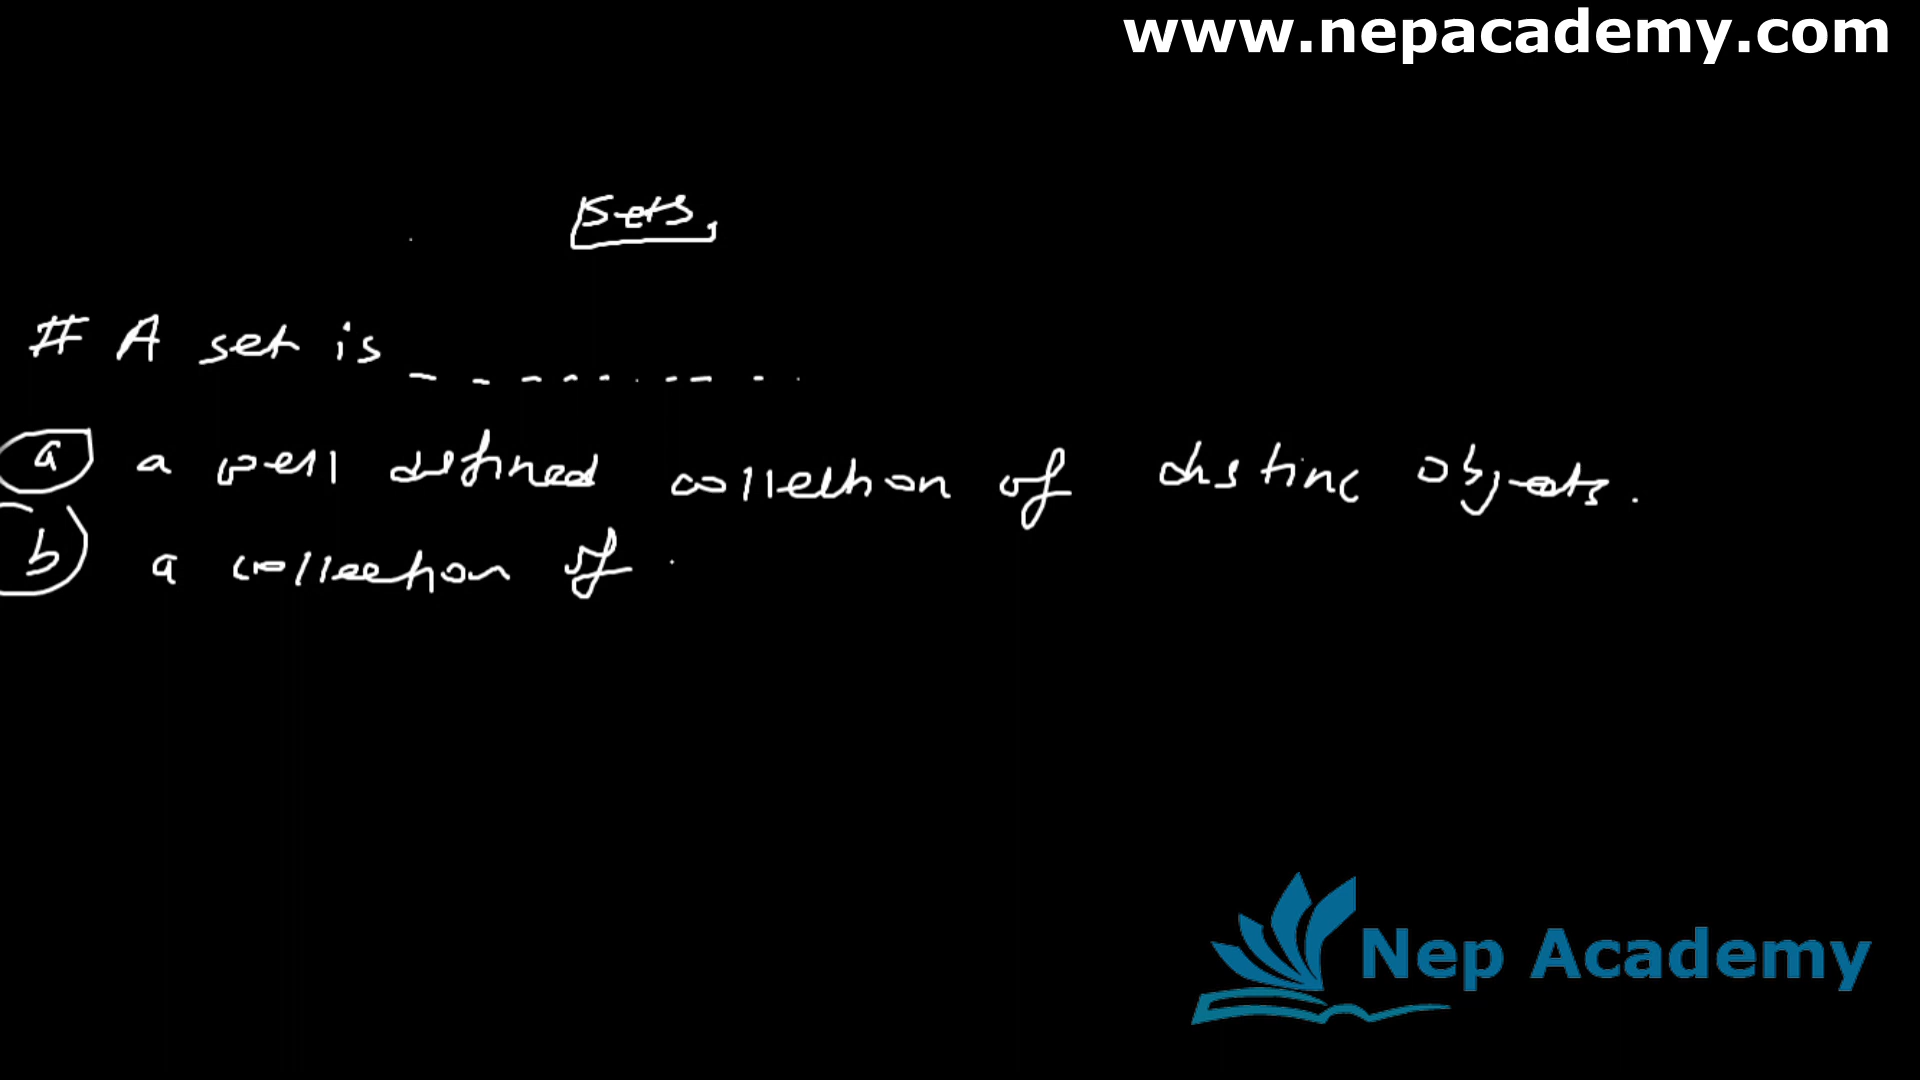 www.nepacademy.com
Sets,
# A set is ----------
a a well defined collection of distinc objects.
b a collection of
Nep Academy